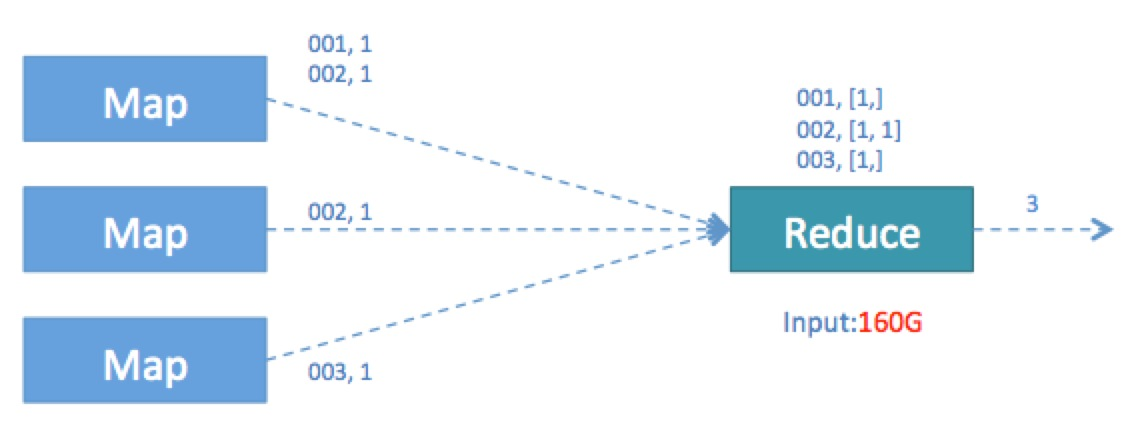 Map
001, 1
002, 1
Map
002, 1
Map
003, 1
001, [1,]
002, [1, 1]
003, [1,]
Reduce
3
Input:160G